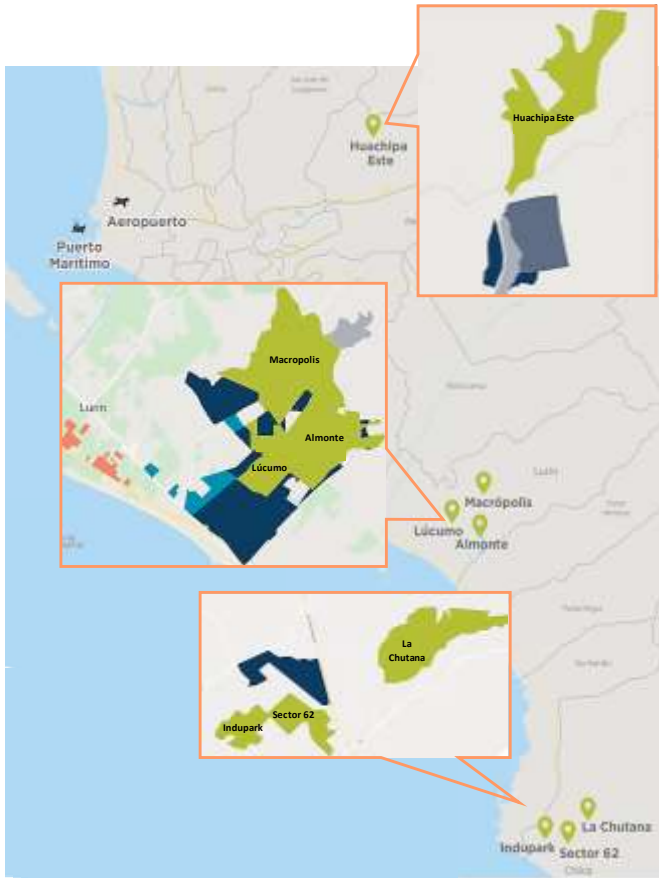 Huachipa Este
Huachipa
Este
Aeropuerto
Puerto
Marítimo
Macropolis
Lurín
Almonte
Lúcumo
Macrópolis
Lúcumo
Almonte
La
Chutana
Sector 62
Indupark
La Chutana
Indupark
Sector 62
Chilca